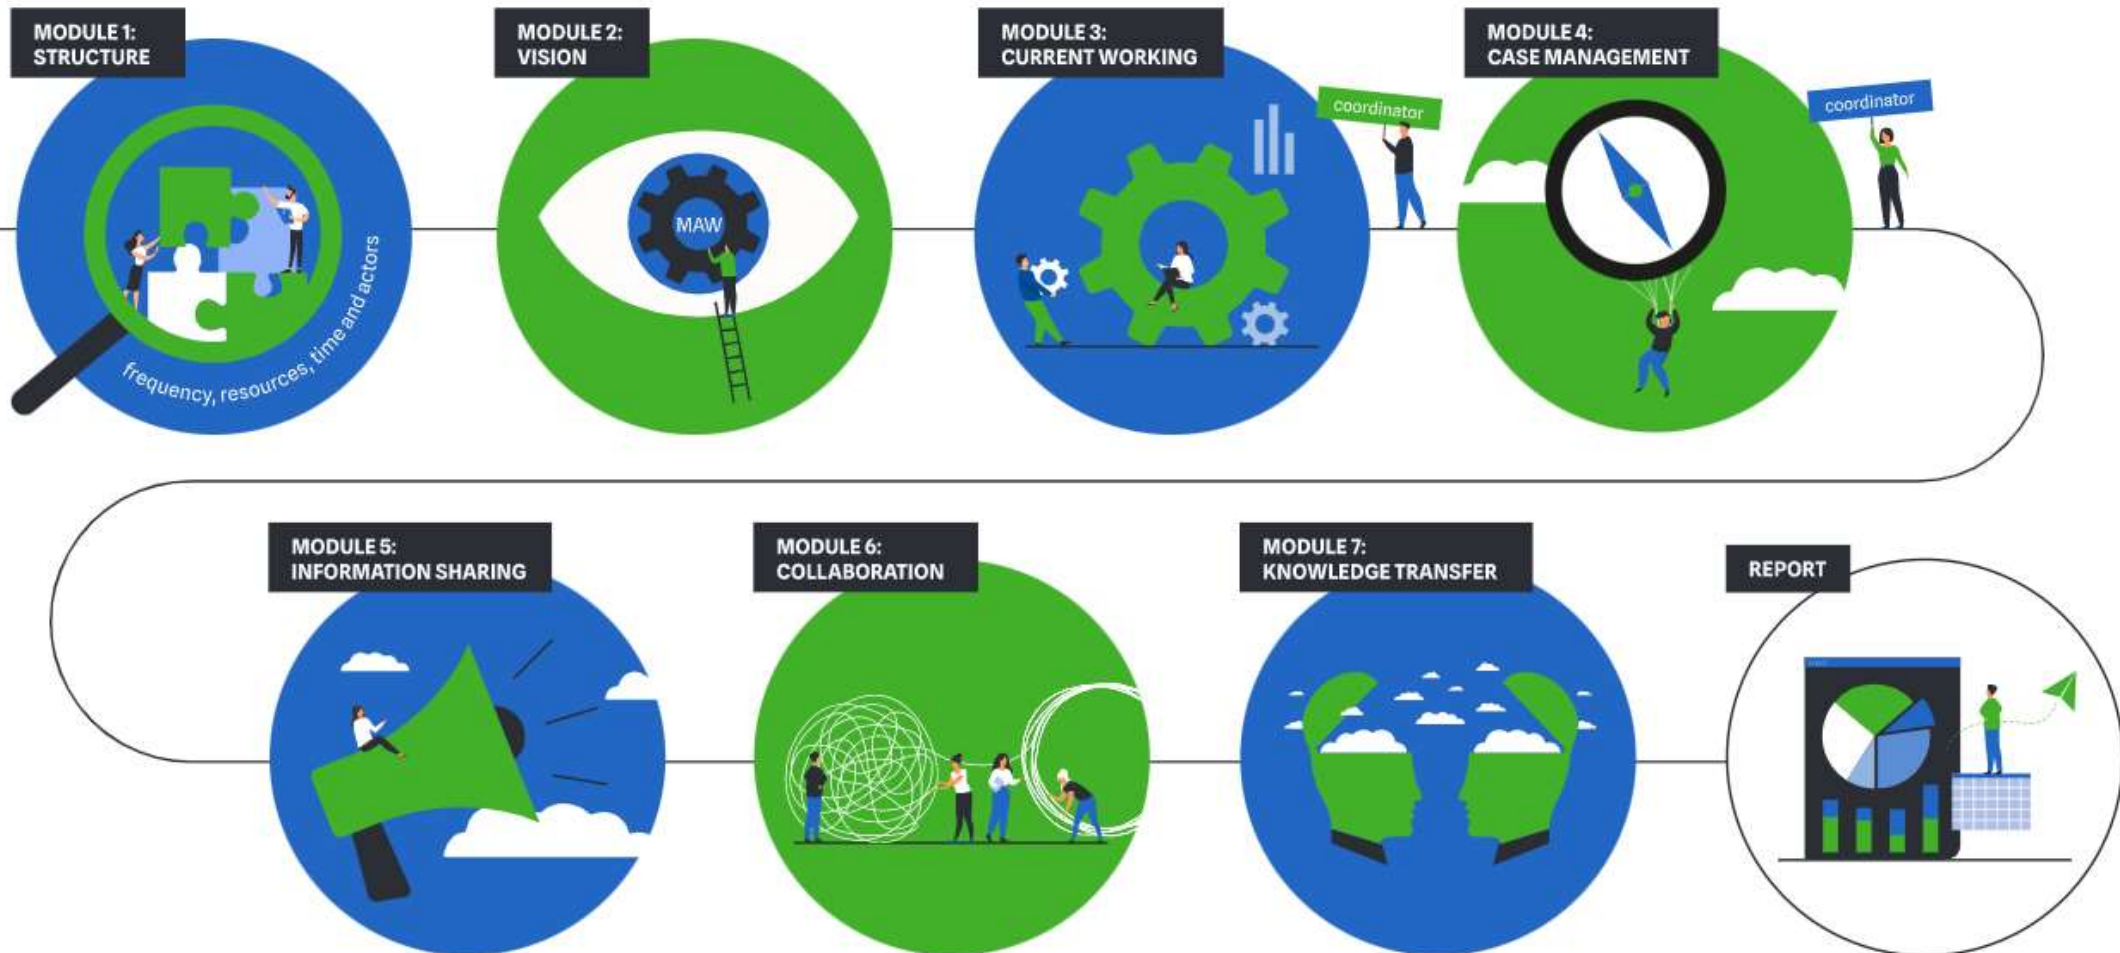 MODULE 1:
STRUCTURE
frequency, resources, time and actors
MODULE 2:
VISION
MAW
MODULE 3:
CURRENT WORKING
coordinator
MODULE 4:
CASE MANAGEMENT
coordinator
MODULE 5:
INFORMATION SHARING
MODULE 6:
COLLABORATION
MODULE 7:
KNOWLEDGE TRANSFER
REPORT